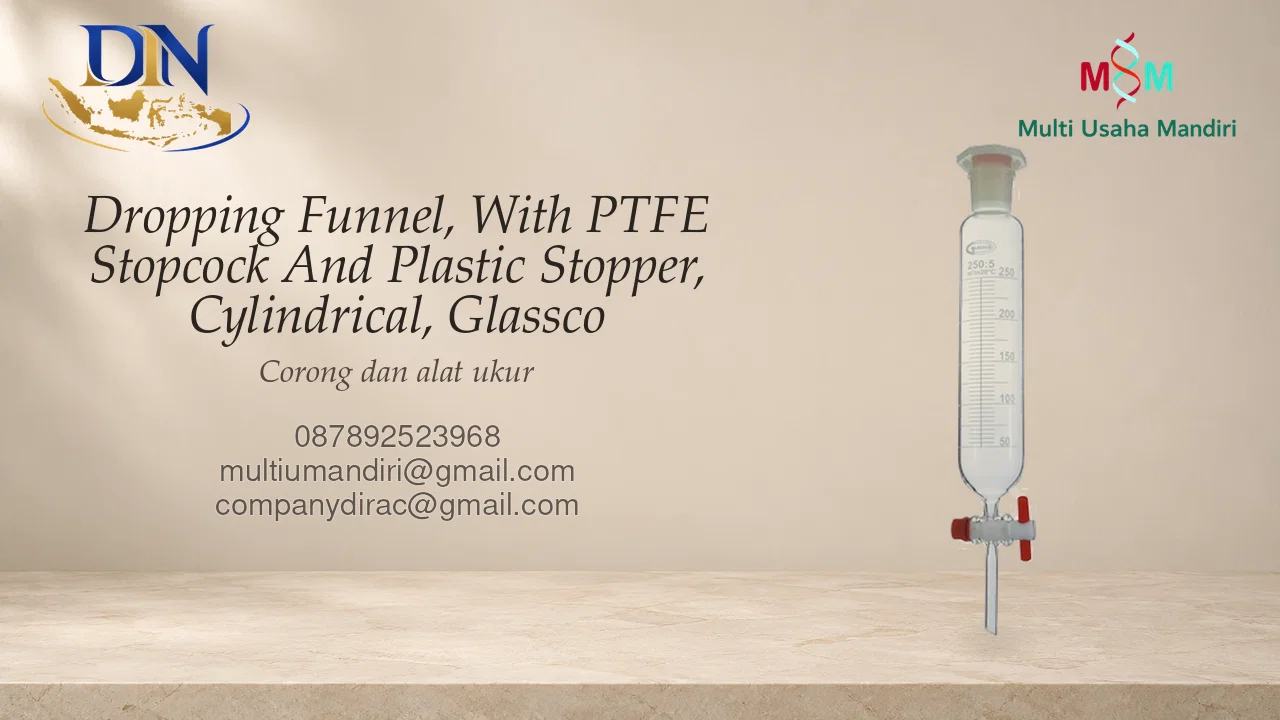 DIN
M M
Multi Usaha Mandiri
Dropping Funnel, With PTFE
Stopcock And Plastic Stopper,
Cylindrical, Glassco
Corong dan alat ukur
087892523968
multiumandiri@gmail.com
companydirac@gmail.com
250:5
250
200
150
100
50